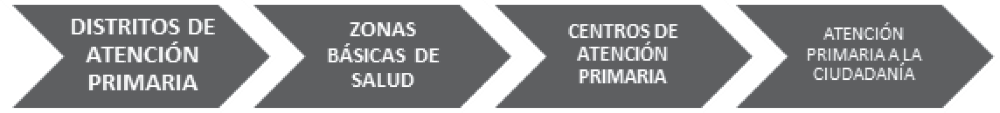 DISTRITOS DE
ATENCIÓN
PRIMARIA
ZONAS
BÁSICAS DE
SALUD
CENTROS DE
ATENCIÓN
PRIMARIA
ATENCIÓN
PRIMARIA A LA
CIUDADANÍA